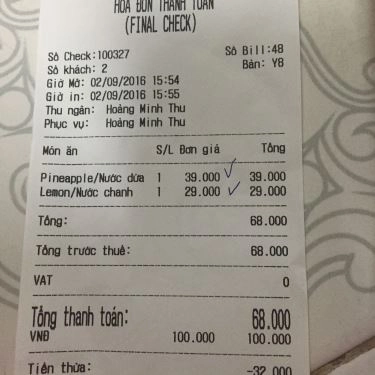 HÓA ĐƠN THANH TOÁN
(FINAL CHECK)
Số Check:100327 Số Bill:48
Số khách: 2 Bàn: Y8
Giờ Mở: 02/09/2016 15:54
Giờ in: 02/09/2016 15:55
Thu ngân: Hoàng Minh Thu
Phục vụ: Hoàng Minh Thu
Món ăn S/L Đơn giá Tổng
Pineapple/Nước dứa 1 39.000 39.000
Lemon/Nước chanh 1 29.000 29.000
Tổng: 68.000
Tổng trước thuế: 68.000
VAT 0
Tổng thanh toán: 68.000
VNĐ 100.000 100.000
Tiền thừa: -32.000